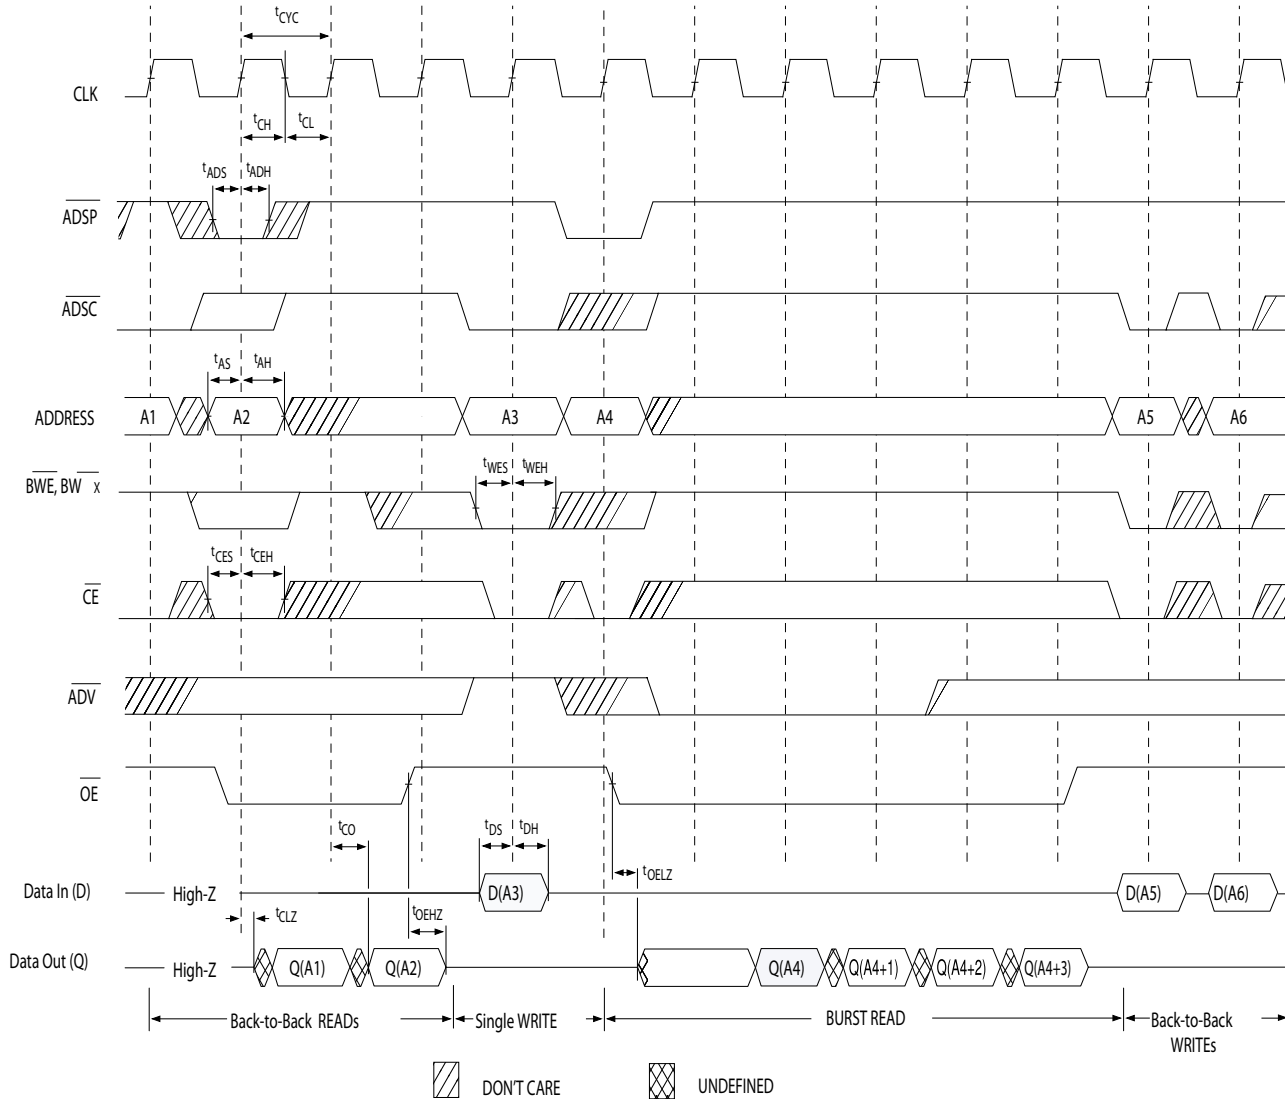 tCYC
CLK
tCH
tCL
tADS
tADH
ADSP
ADSC
tAS
tAH
ADDRESS
A1
A2
A3
A4
A5
A6
tWES
tWEH
BWE, BW x
tCES
tCEH
CE
ADV
OE
tCO
tDS
tDH
tOELZ
Data In (D)
High-Z
D(A3)
D(A5)
D(A6)
tCLZ
tOEHZ
Data Out (Q)
High-Z
Q(A1)
Q(A2)
Q(A4)
Q(A4+1)
Q(A4+2)
Q(A4+3)
Back-to-Back READs
Single WRITE
BURST READ
Back-to-Back
WRITEs
DON'T CARE
UNDEFINED